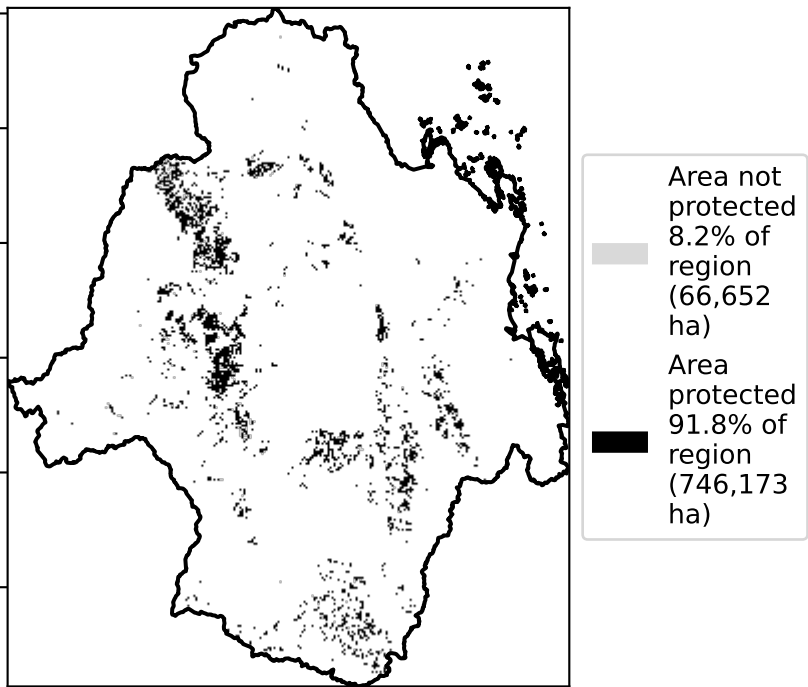 Area not
protected
8.2% of
region
(66,652
ha)
Area
protected
91.8% of
region
(746,173
ha)